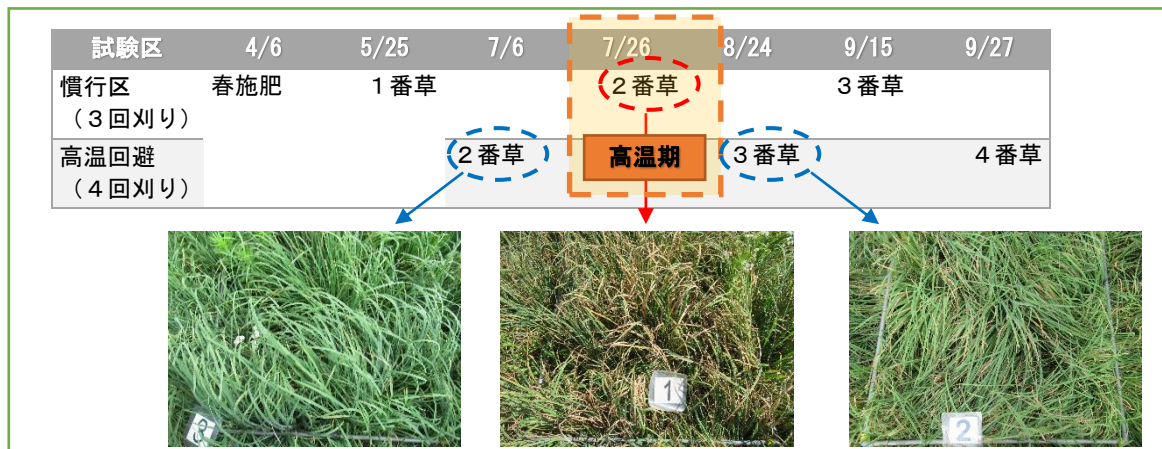 試験区 4/6 5/25 7/6 7/26 8/24 9/15 9/27
慣行区 春施肥 1番草 2番草 3番草
(3回刈り)
高温回避 2番草 高温期 3番草 4番草
(4回刈り)
3 1 2